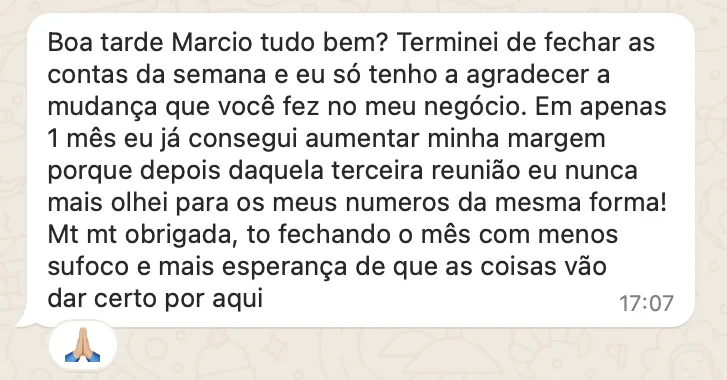 Boa tarde Marcio tudo bem? Terminei de fechar as
contas da semana e eu só tenho a agradecer a
mudança que você fez no meu negócio. Em apenas
1 mês eu já consegui aumentar minha margem
porque depois daquela terceira reunião eu nunca
mais olhei para os meus numeros da mesma forma!
Mt mt obrigada, to fechando o mês com menos
sufoco e mais esperança de que as coisas vão
dar certo por aqui
17:07